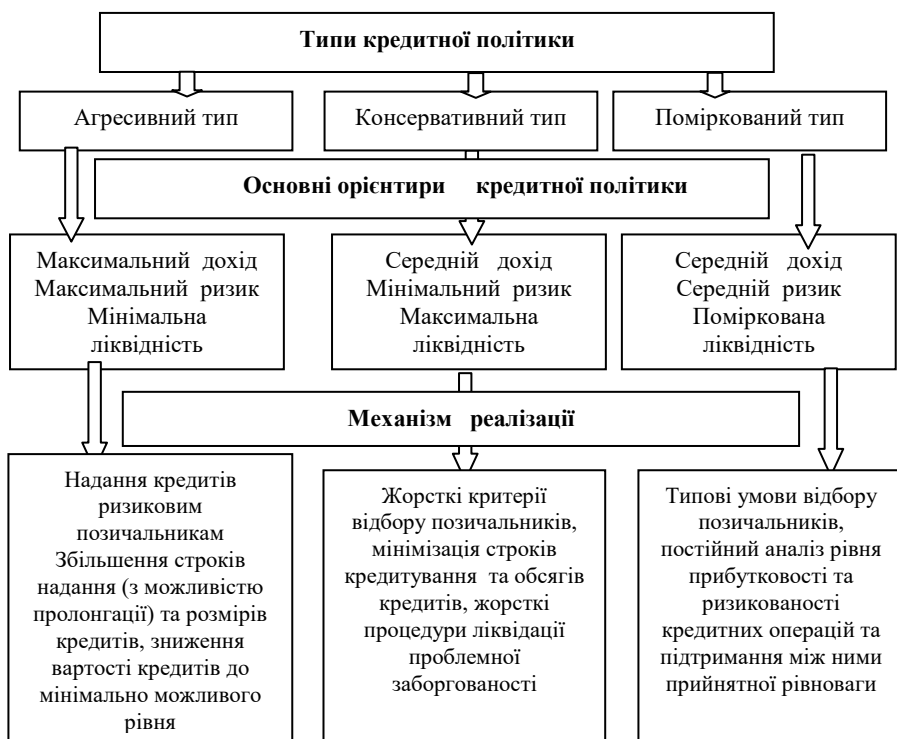 Типи кредитної політики
Агресивний тип
Консервативний тип
Поміркований тип
Основні орієнтири кредитної політики
Максимальний дохід
Максимальний ризик
Мінімальна
ліквідність
Середній дохід
Мінімальний ризик
Максимальна
ліквідність
Середній дохід
Середній ризик
Поміркована
ліквідність
Механізм реалізації
Надання кредитів
ризиковим
позичальникам
Збільшення строків
надання (з можливістю
пролонгації) та розмірів
кредитів, зниження
вартості кредитів до
мінімально можливого
рівня
Жорсткі критерії
відбору позичальників,
мінімізація строків
кредитування та обсягів
кредитів, жорсткі
процедури ліквідації
проблемної
заборгованості
Типові умови відбору
позичальників,
постійний аналіз рівня
прибутковості та
ризикованості
кредитних операцій та
підтримання між ними
прийнятної рівноваги